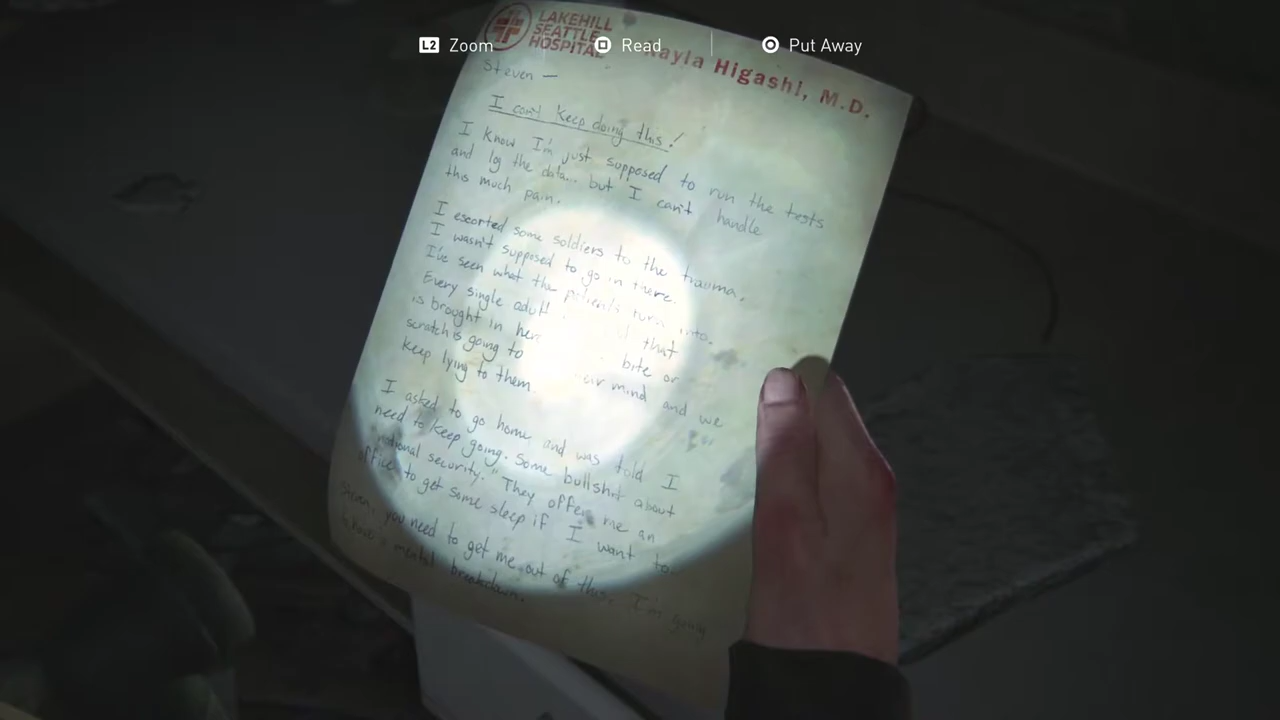 L2 Zoom
Read
Put Away
LAKEHILL
SEATTLE
HOSPITAL
Kayla Higashi, M.D.
Steven —
I can't keep doing this!
I know I'm just supposed to run the tests
and log the data... but I can't handle
this much pain.
I escorted some soldiers to the trauma.
I wasn't supposed to go in there.
I've seen what the patients turn into.
Every single adult that
is brought in here bite or
scratch is going to mind and we
keep lying to them.
I asked to go home and was told I
need to keep going. Some bullshit about
"national security." They offer me an
office to get some sleep if I want to.
Steven, you need to get me out of there. I'm going
to have a mental breakdown.